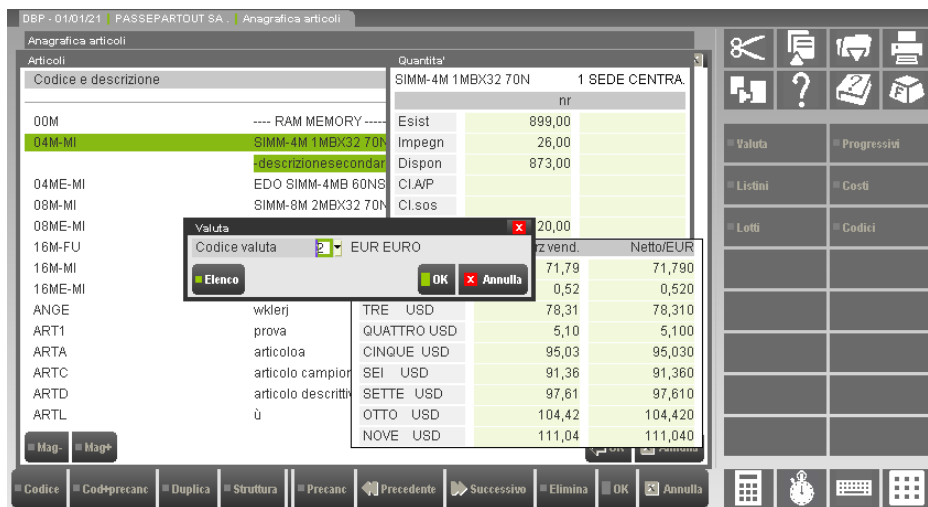 DBP - 01/01/21 | PASSEPARTOUT SA . | Anagrafica articoli
Anagrafica articoli
Articoli
Quantita'
Codice e descrizione
SIMM-4M 1MBX32 70N 1 SEDE CENTRA.
nr
00M ---- RAM MEMORY -----
Esist 899,00
04M-MI SIMM-4M 1MBX32 70N
Impegn 26,00
-descrizionesecondar
Dispon 873,00
04ME-MI EDO SIMM-4MB 60NS
Cl.A/P
08M-MI SIMM-8M 2MBX32 70N
Cl.sos
08ME-MI
20,00
Valuta
Codice valuta 2 EUR EURO
Elenco OK Annulla
16M-FU
rz vend. Netto/EUR
16M-MI
71,79 71,790
16ME-MI
0,52 0,520
ANGE wklerj
TRE USD 78,31 78,310
ART1 prova
QUATTRO USD 5,10 5,100
ARTA articoloa
CINQUE USD 95,03 95,030
ARTC articolo campior
SEI USD 91,36 91,360
ARTD articolo descrittiv
SETTE USD 97,61 97,610
ARTL ù
OTTO USD 104,42 104,420
NOVE USD 111,04 111,040
Mag- Mag+
OK Annulla
Codice Cod+precanc Duplica Struttura Precanc Precedente Successivo Elimina OK Annulla
Valuta Progressivi
Listini Costi
Lotti Codici